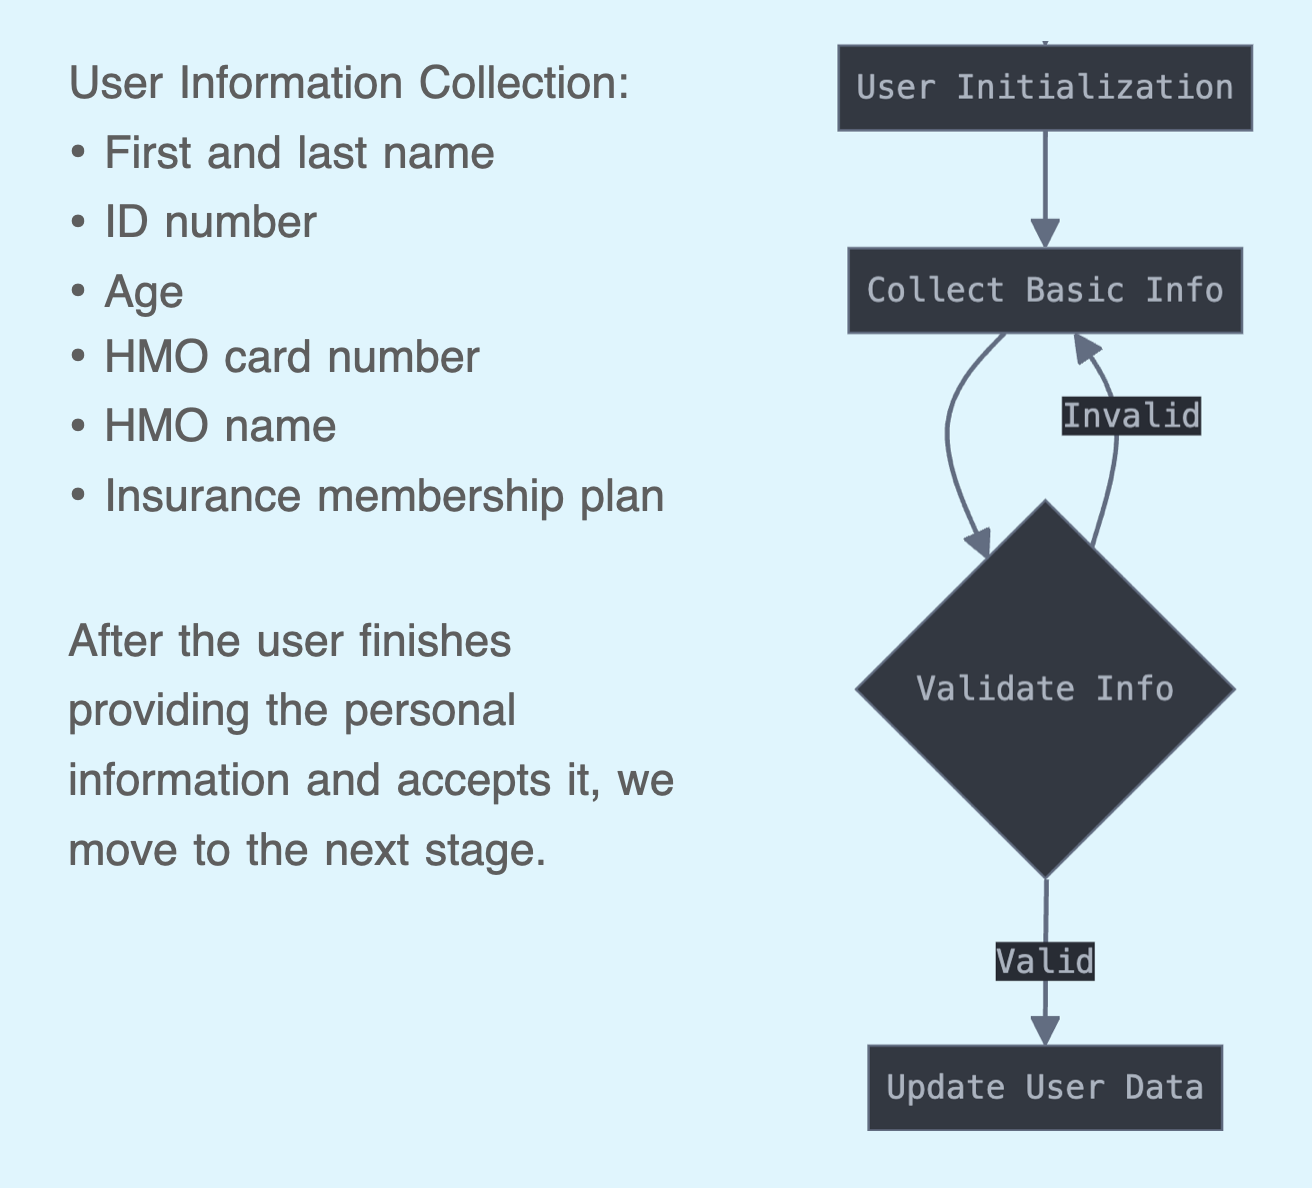 User Information Collection:
• First and last name
• ID number
• Age
• HMO card number
• HMO name
• Insurance membership plan
After the user finishes
providing the personal
information and accepts it, we
move to the next stage.
User Initialization
Collect Basic Info
Invalid
Validate Info
Valid
Update User Data